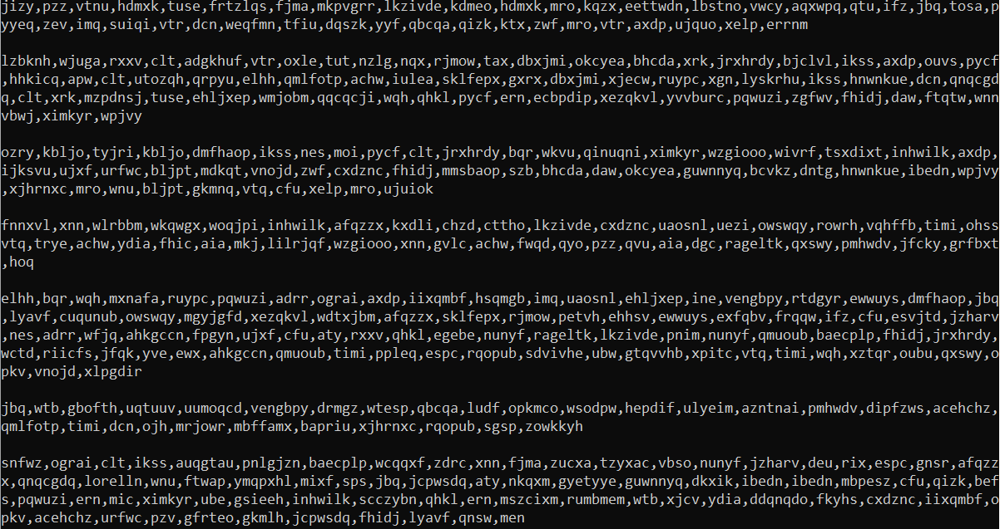 jizy,pzz,vtnu,hdmxk,tuse,frtzlqs,fjma,mkpvgrr,lkzivde,kdmeo,hdmxk,mro,kqzx,eettwdn,lbstno,vwcy,aqxwpq,qtu,ifz,jbq,tosa,p
yyeq,zev,imq,suiqi,vtr,dcn,weqfmn,tfiu,dqszk,yyf,qbcqa,qizk,ktx,zwf,mro,vtr,axdp,ujquo,xelp,errnm
lzbknh,wjuga,rxxv,clt,adgkhuf,vtr,oxle,tut,nzlg,nqx,rjmow,tax,dbxjmi,okcyea,bhcda,xrk,jrxhrdy,bjclvl,ikss,axdp,ouvs,pycf
,hhkicq,apw,clt,utozqh,qrpyu,elhh,qmlfotp,achw,iulea,sklfepx,gxrx,dbxjmi,xjecw,ruypc,xgn,lyskrhu,ikss,hnwnkue,dcn,qnqcgd
q,clt,xrk,mzpdnsj,tuse,ehljxep,wmjobm,qqcqcji,wqh,qhkl,pycf,ern,ecbpdip,xezqkvl,yvvburc,pqwuzi,zgfwv,fhidj,daw,ftqtw,wnn
vbwj,ximkyr,wpjvy
ozry,kbljo,tyjri,kbljo,dmfhaop,ikss,nes,moi,pycf,clt,jrxhrdy,bqr,wkvu,qinuqni,ximkyr,wzgiooo,wivrf,tsxdixt,inhwilk,axdp,
ijksvu,ujxf,urfwc,bljpt,mdkqt,vnojd,zwf,cxdznc,fhidj,mmsbaop,szb,bhcda,daw,okcyea,guwnnyq,bcvkz,dntg,hnwnkue,ibedn,wpjvy
,xjhrnxc,mro,wnu,bljpt,gkmnq,vtq,cfu,xelp,mro,ujuiok
fnnxvl,xnn,wlrbbm,wkqwgx,woqjpi,inhwilk,afqzzx,kxdli,chzd,cttho,lkzivde,cxdznc,uaosnl,uezi,owswqy,rowrh,vqhffb,timi,ohss
vtq,trye,achw,ydia,fhic,aia,mkj,lilrjqf,wzgiooo,xnn,gvlc,achw,fwqd,qyo,pzz,qvu,aia,dgc,rageltk,qxswy,pmhwdv,jfcky,grfbxt
,hoq
elhh,bqr,wqh,mxnafa,ruypc,pqwuzi,adrr,ograi,axdp,iixqmbf,hsqmgb,imq,uaosnl,ehljxep,ine,vengbpy,rtdgyr,ewwuys,dmfhaop,jbq
,lyavf,cuqunub,owswqy,mgyjgfd,xezqkvl,wdtxjbm,afqzzx,sklfepx,rjmow,petvh,ehhsv,ewwuys,exfqbv,frqqw,ifz,cfu,esvjtd,jzharv
,nes,adrr,wfjq,ahkgccn,fpgyn,ujxf,cfu,aty,rxxv,qhkl,egebe,nunyf,rageltk,lkzivde,pnim,nunyf,qmuoub,baecplp,fhidj,jrxhrdy,
wctd,riicfs,jfqk,yve,ewx,ahkgccn,qmuoub,timi,ppleq,espc,rqopub,sdvivhe,ubw,gtqvvhb,xpitc,vtq,timi,wqh,xztqr,oubu,qxswy,o
pkv,vnojd,xlpgdir
jbq,wtb,gbofth,uqtuuv,uumoqcd,vengbpy,drmgz,wtesp,qbcqa,ludf,opkmco,wsodpw,hepdif,ulyeim,azntnai,pmhwdv,dipfzws,acehchz,
qmlfotp,timi,dcn,ojh,mrjowr,mbffamx,bapriu,xjhrnxc,rqopub,sgsp,zowkkyh
snfwz,ograi,clt,ikss,auqgtau,pnlgjzn,baecplp,wcqqxf,zdrc,xnn,fjma,zucxa,tzyxac,vbso,nunyf,jzharv,deu,rix,espc,gnsr,afqzz
x,qnqcgdq,lorelln,wnu,ftwap,ymqpxhl,mixf,sps,jbq,jcpwsdq,aty,nkqxm,gyetyye,guwnnyq,dkxik,ibedn,ibedn,mbpesz,cfu,qizk,bef
s,pqwuzi,ern,mic,ximkyr,ube,gsieeh,inhwilk,scczybn,qhkl,ern,mszcixm,rumbmem,wtb,xjcv,ydia,ddqnqdo,fkyhs,cxdznc,iixqmbf,o
pkv,acehchz,urfwc,pzv,gfrteo,gkmlh,jcpwsdq,fhidj,lyavf,qnsw,men